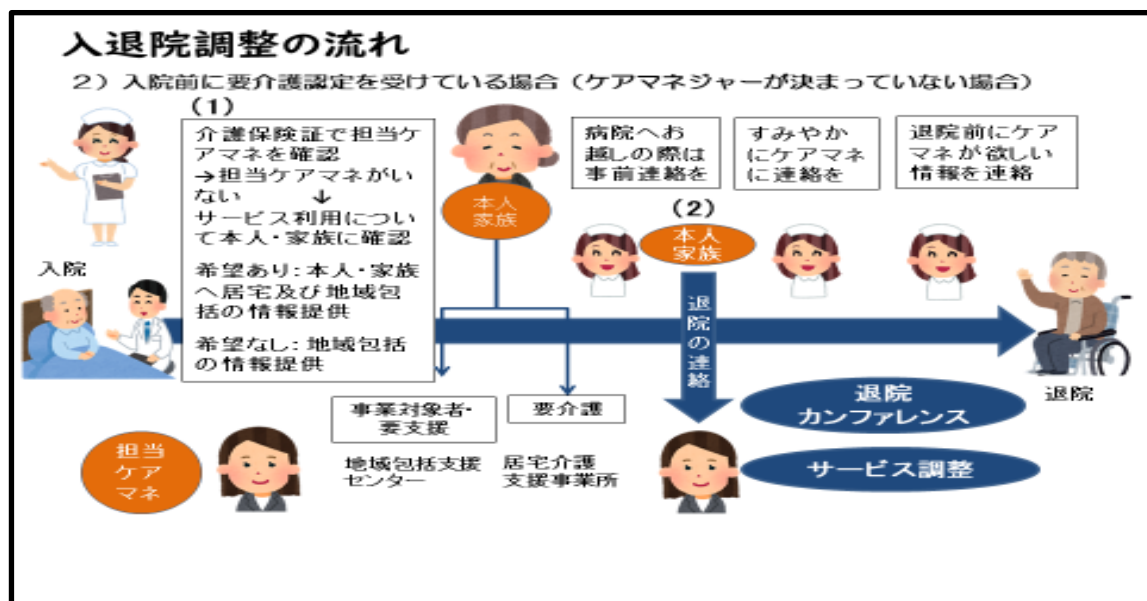 入退院調整の流れ
２）入院前に要介護認定を受けている場合（ケアマネジャーが決まっていない場合）
(1)
介護保険証で担当ケ
アマネを確認
→担当ケアマネがい
ない　↓
サービス利用につい
て本人・家族に確認
希望あり：本人・家族
へ居宅及び地域包
括の情報提供
希望なし：地域包括
の情報提供
本人
家族
病院へお
越しの際は
事前連絡を
すみやか
にケアマネ
に連絡を
退院前にケア
マネが欲しい
情報を連絡
(2)
本人
家族
入院
退院の連絡
退院
退院
カンファレンス
サービス調整
事業対象者・
要支援
要介護
地域包括支援
センター
居宅介護
支援事業所
担当
ケア
マネ